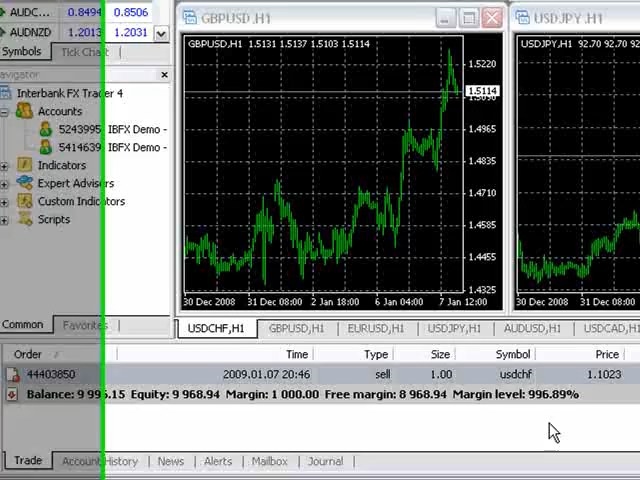 AUDC... 0.8494 0.8506
AUDNZD 1.2013 1.2031
Symbols Tick Chart
Navigator
Interbank FX Trader 4
Accounts
5243995 IBFX Demo -
5414639 IBFX Demo -
Indicators
Expert Advisors
Custom Indicators
Scripts
Common Favorites
GBPUSD,H1
GBPUSD,H1 1.5131 1.5137 1.5103 1.5114
1.5220
1.5114
1.5090
1.4965
1.4835
1.4710
1.4585
1.4455
1.4325
30 Dec 2008 31 Dec 08:00 2 Jan 18:00 6 Jan 04:00 7 Jan 12:00
USDJPY,H1
USDJPY,H1 92.70 92
30 Dec 2008 31 Dec 08:00
USDCHF,H1 GBPUSD,H1 EURUSD,H1 USDJPY,H1 AUDUSD,H1 USDCAD,H1
Order / Time Type Size Symbol Price
44403850 2009.01.07 20:46 sell 1.00 usdchf 1.1023
Balance: 9 995.15 Equity: 9 968.94 Margin: 1 000.00 Free margin: 8 968.94 Margin level: 996.89%
Trade Account History News Alerts Mailbox Journal